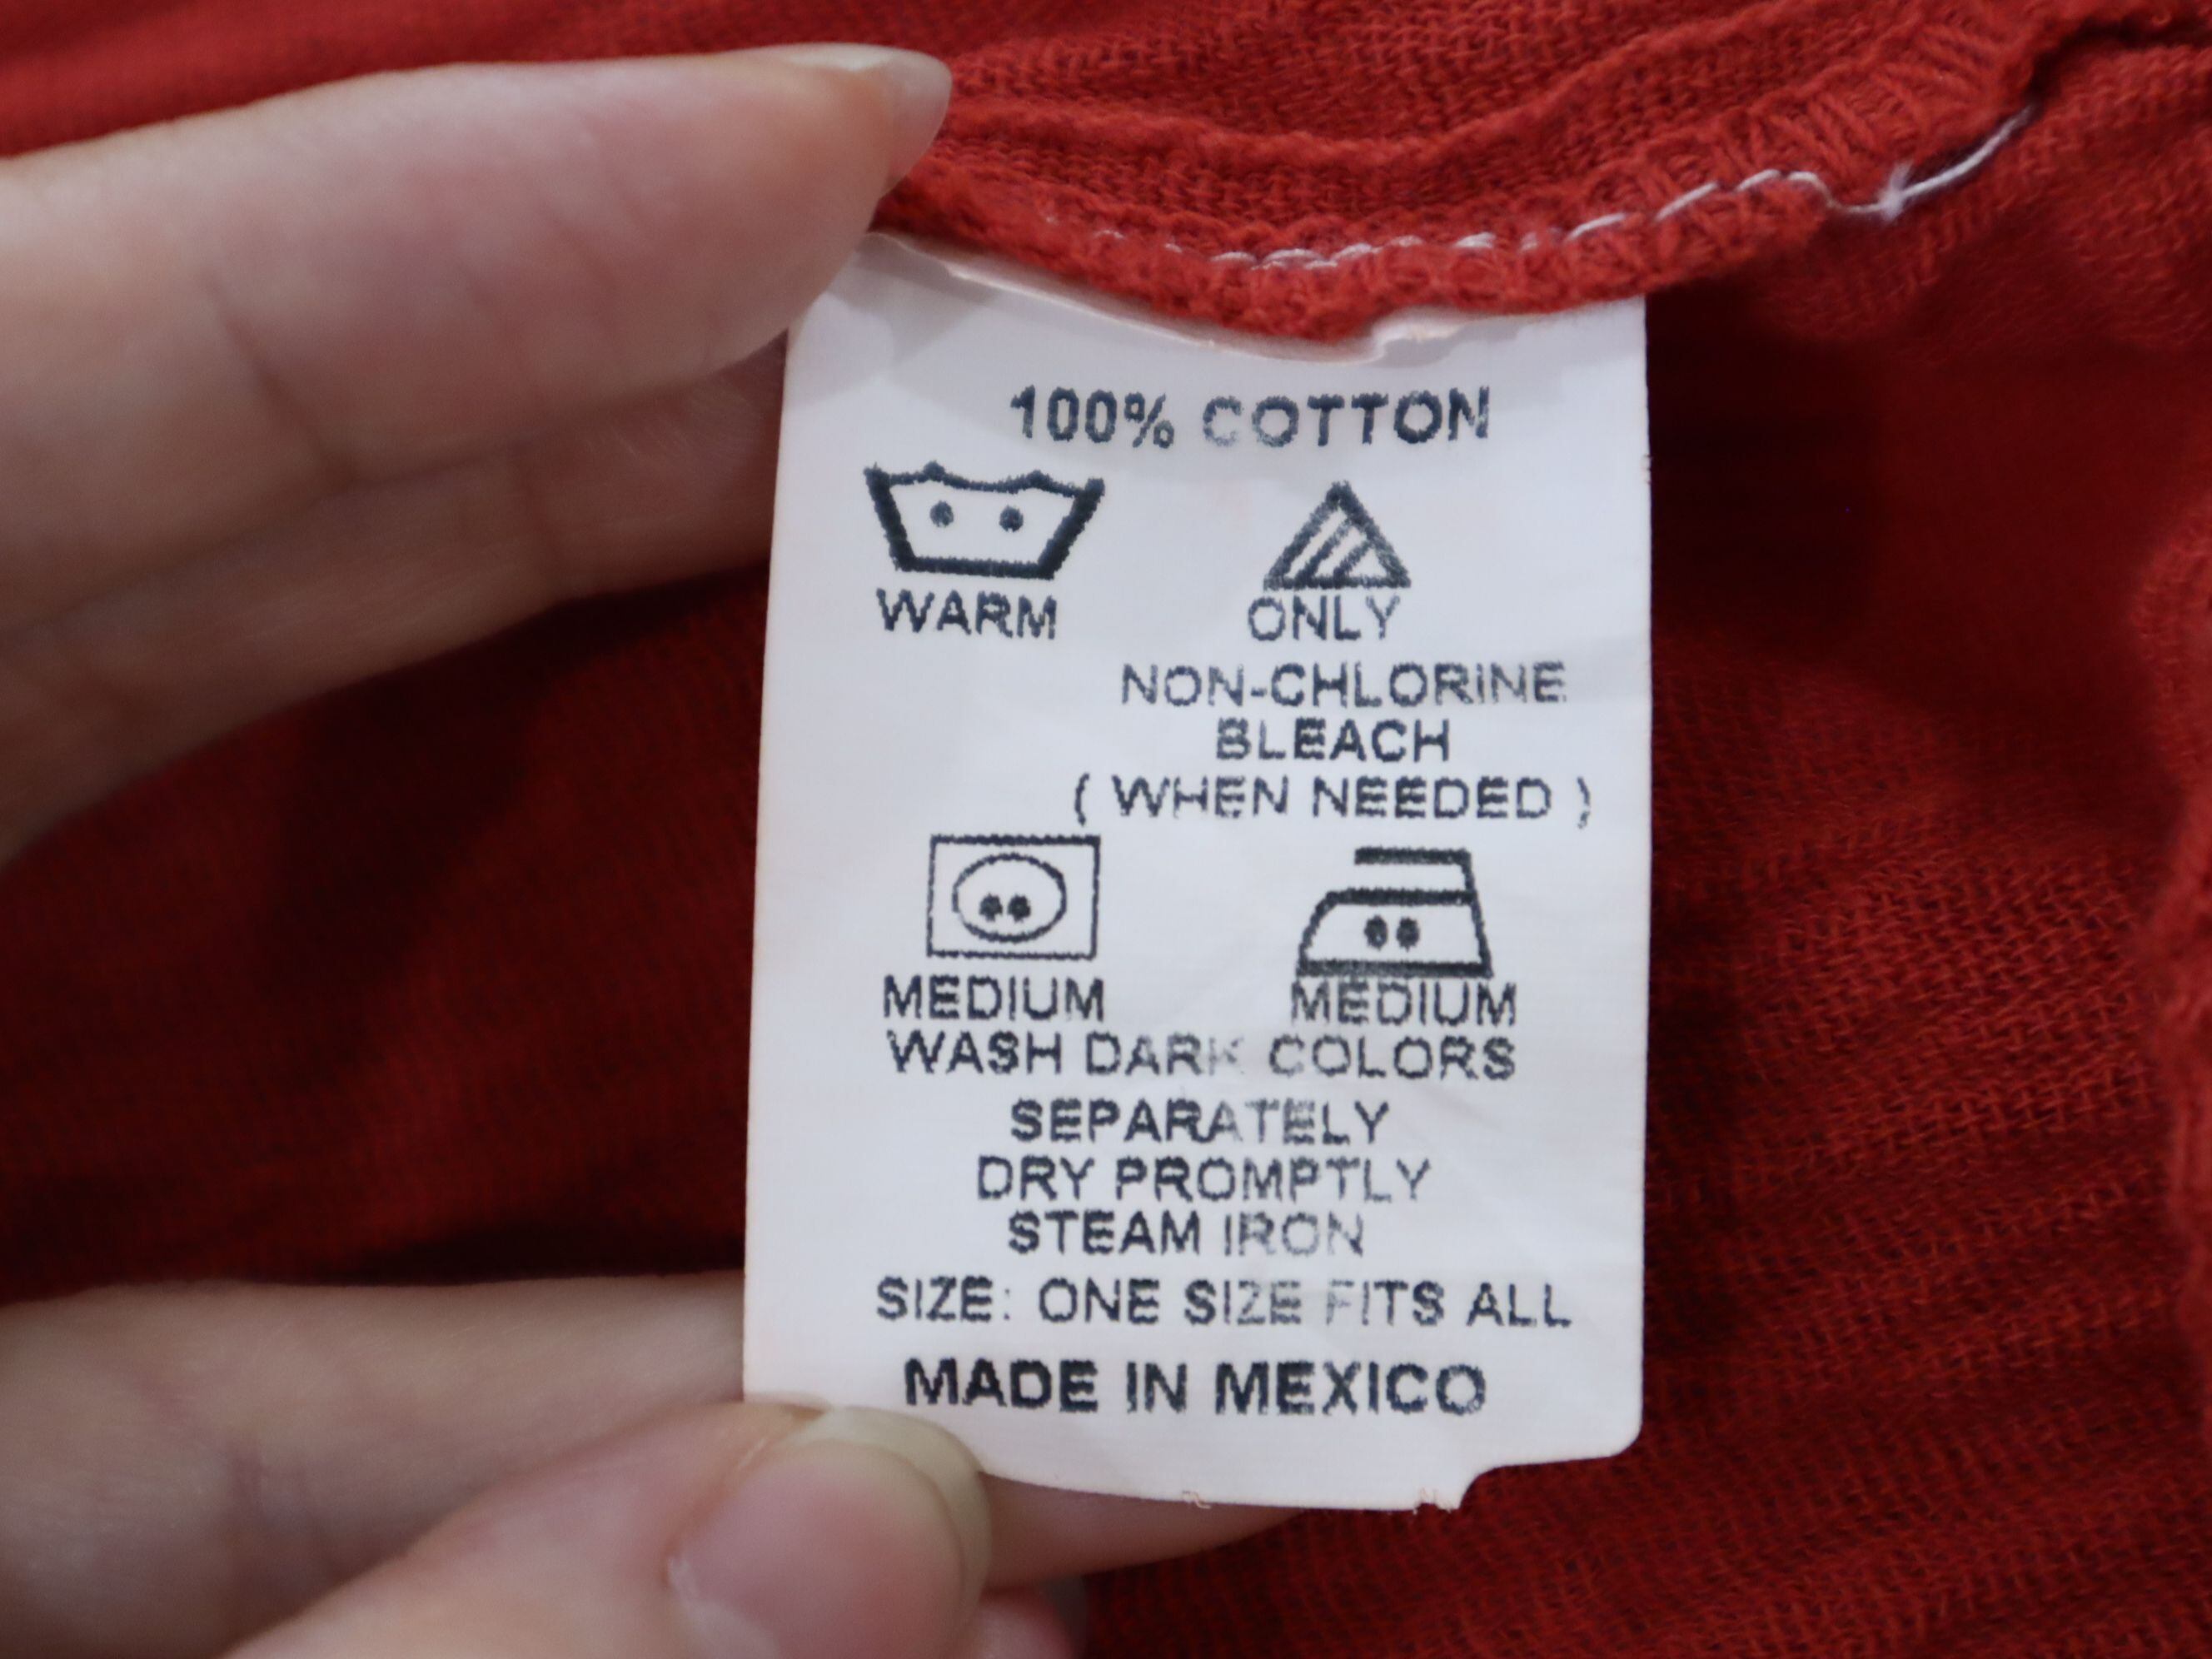 100% COTTON
WARM
ONLY
NON-CHLORINE
BLEACH
( WHEN NEEDED )
MEDIUM
MEDIUM
WASH DARK COLORS
SEPARATELY
DRY PROMPTLY
STEAM IRON
SIZE: ONE SIZE FITS ALL
MADE IN MEXICO